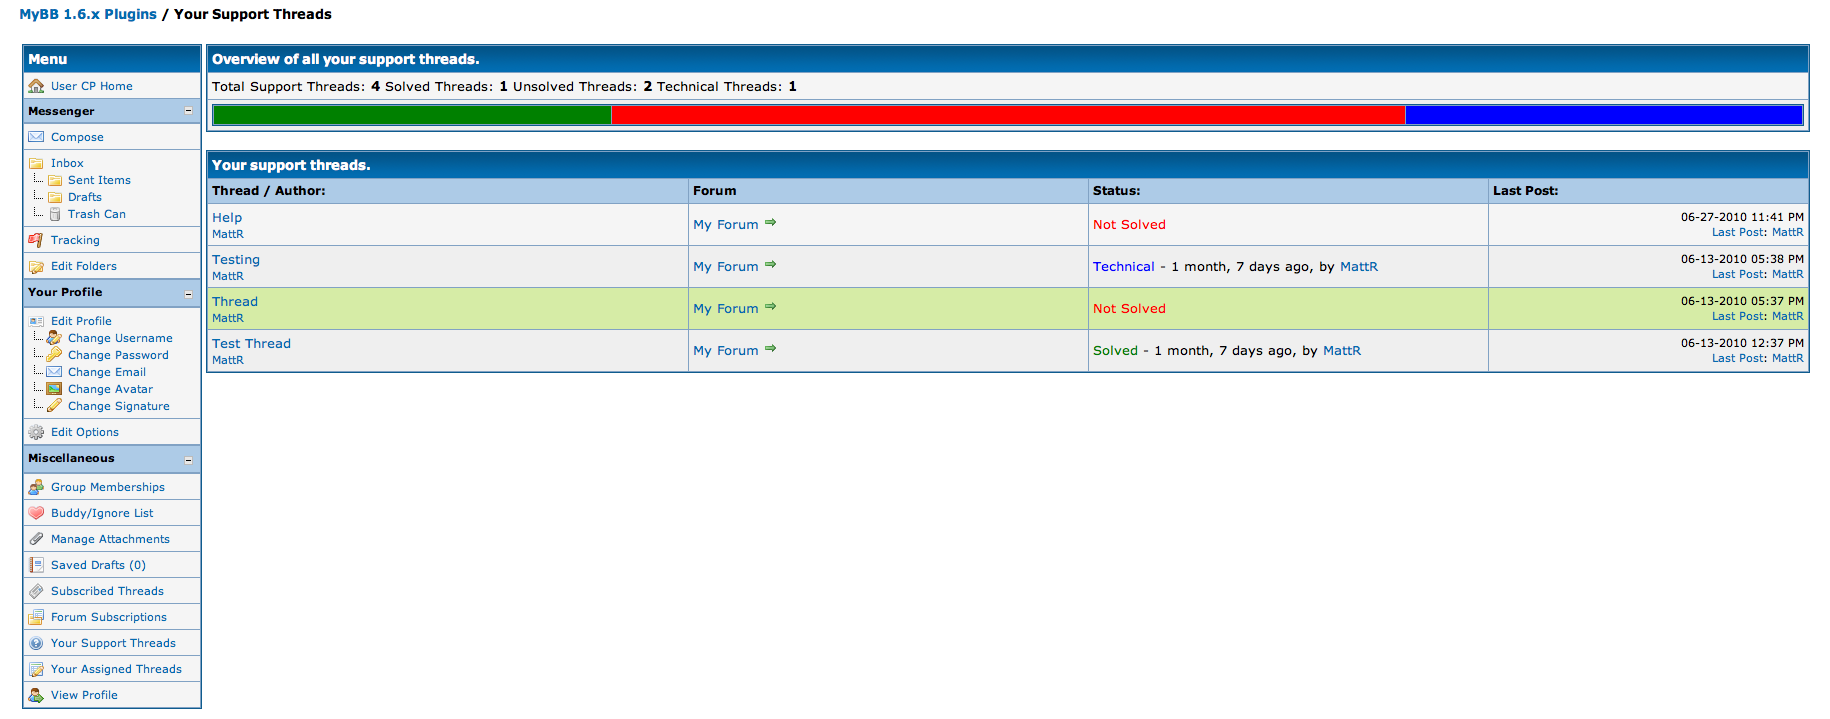 MyBB 1.6.x Plugins / Your Support Threads
Menu
User CP Home
Messenger
Compose
Inbox
Sent Items
Drafts
Trash Can
Tracking
Edit Folders
Your Profile
Edit Profile
Change Username
Change Password
Change Email
Change Avatar
Change Signature
Edit Options
Miscellaneous
Group Memberships
Buddy/Ignore List
Manage Attachments
Saved Drafts (0)
Subscribed Threads
Forum Subscriptions
Your Support Threads
Your Assigned Threads
View Profile
Overview of all your support threads.
Total Support Threads: 4 Solved Threads: 1 Unsolved Threads: 2 Technical Threads: 1
Your support threads.
Thread / Author: Forum Status: Last Post:
Help My Forum Not Solved 06-27-2010 11:41 PM
MattR Last Post: MattR
Testing My Forum Technical - 1 month, 7 days ago, by MattR 06-13-2010 05:38 PM
MattR Last Post: MattR
Thread My Forum Not Solved 06-13-2010 05:37 PM
MattR Last Post: MattR
Test Thread My Forum Solved - 1 month, 7 days ago, by MattR 06-13-2010 12:37 PM
MattR Last Post: MattR